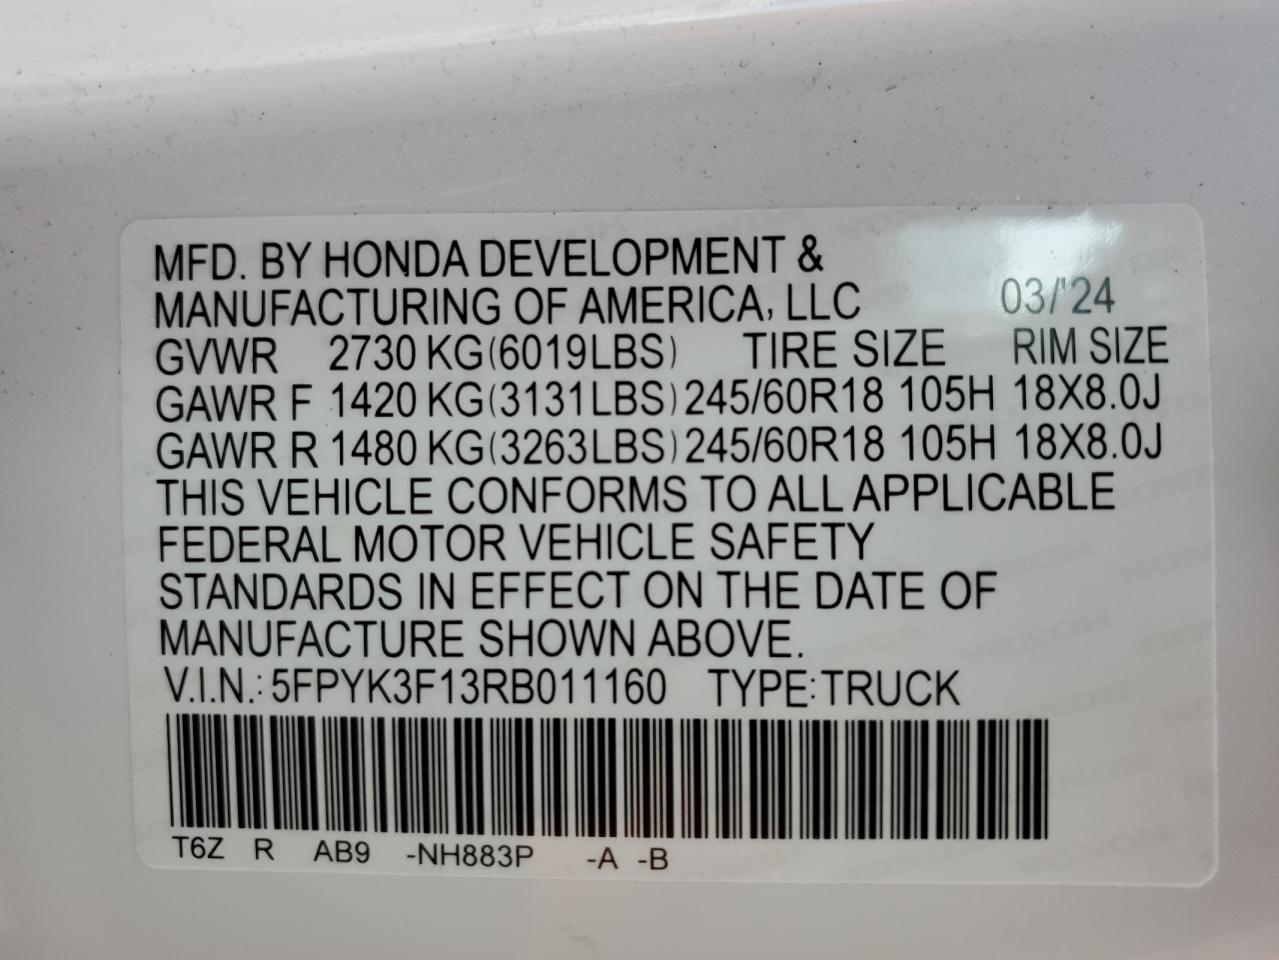 MFD. BY HONDA DEVELOPMENT &
MANUFACTURING OF AMERICA, LLC 03/'24
GVWR 2730 KG(6019LBS) TIRE SIZE RIM SIZE
GAWR F 1420 KG(3131LBS) 245/60R18 105H 18X8.0J
GAWR R 1480 KG(3263LBS) 245/60R18 105H 18X8.0J
THIS VEHICLE CONFORMS TO ALL APPLICABLE
FEDERAL MOTOR VEHICLE SAFETY
STANDARDS IN EFFECT ON THE DATE OF
MANUFACTURE SHOWN ABOVE.
V.I.N.: 5FPYK3F13RB011160 TYPE: TRUCK
T6Z R AB9 -NH883P -A -B